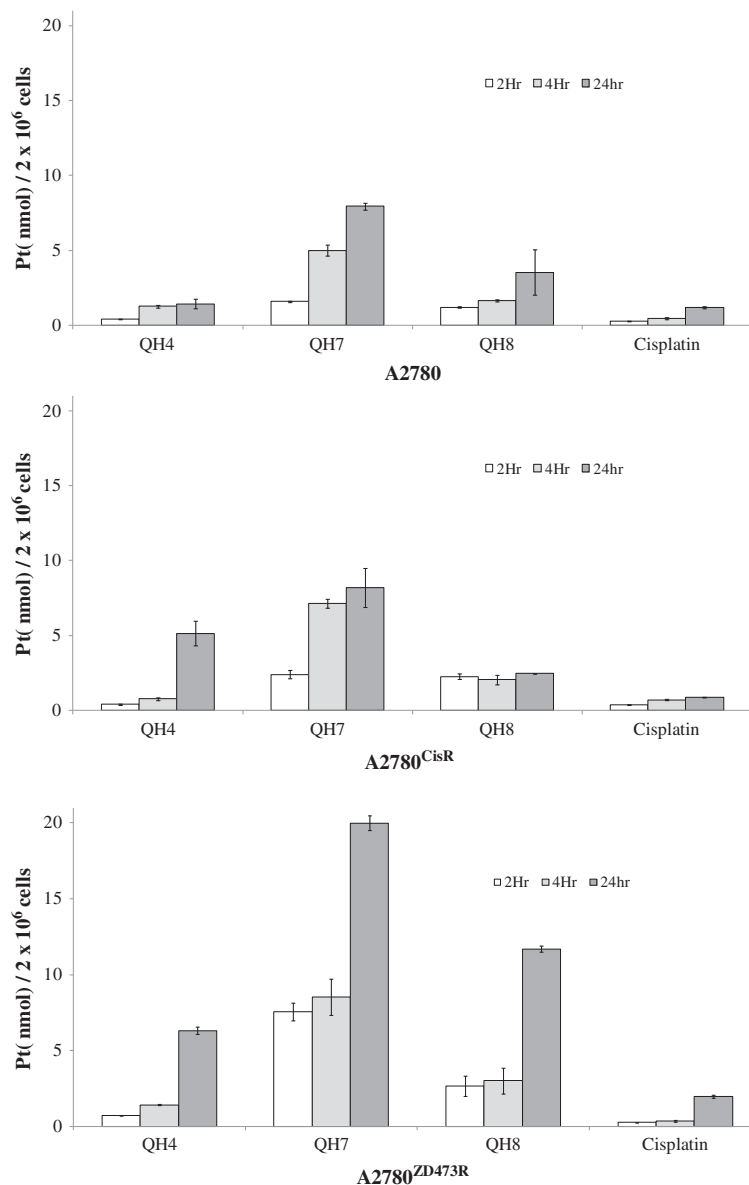 20
15
10
5
0
Pt( nmol) / 2 x 10⁶ cells
2Hr 4Hr 24hr
QH4 QH7 QH8 Cisplatin
A2780
20
15
10
5
0
Pt( nmol) / 2 x 10⁶ cells
2Hr 4Hr 24hr
QH4 QH7 QH8 Cisplatin
A2780ᶜⁱˢᴿ
20
15
10
5
0
Pt( nmol) / 2 x 10⁶ cells
2Hr 4Hr 24hr
QH4 QH7 QH8 Cisplatin
A2780ZD473R